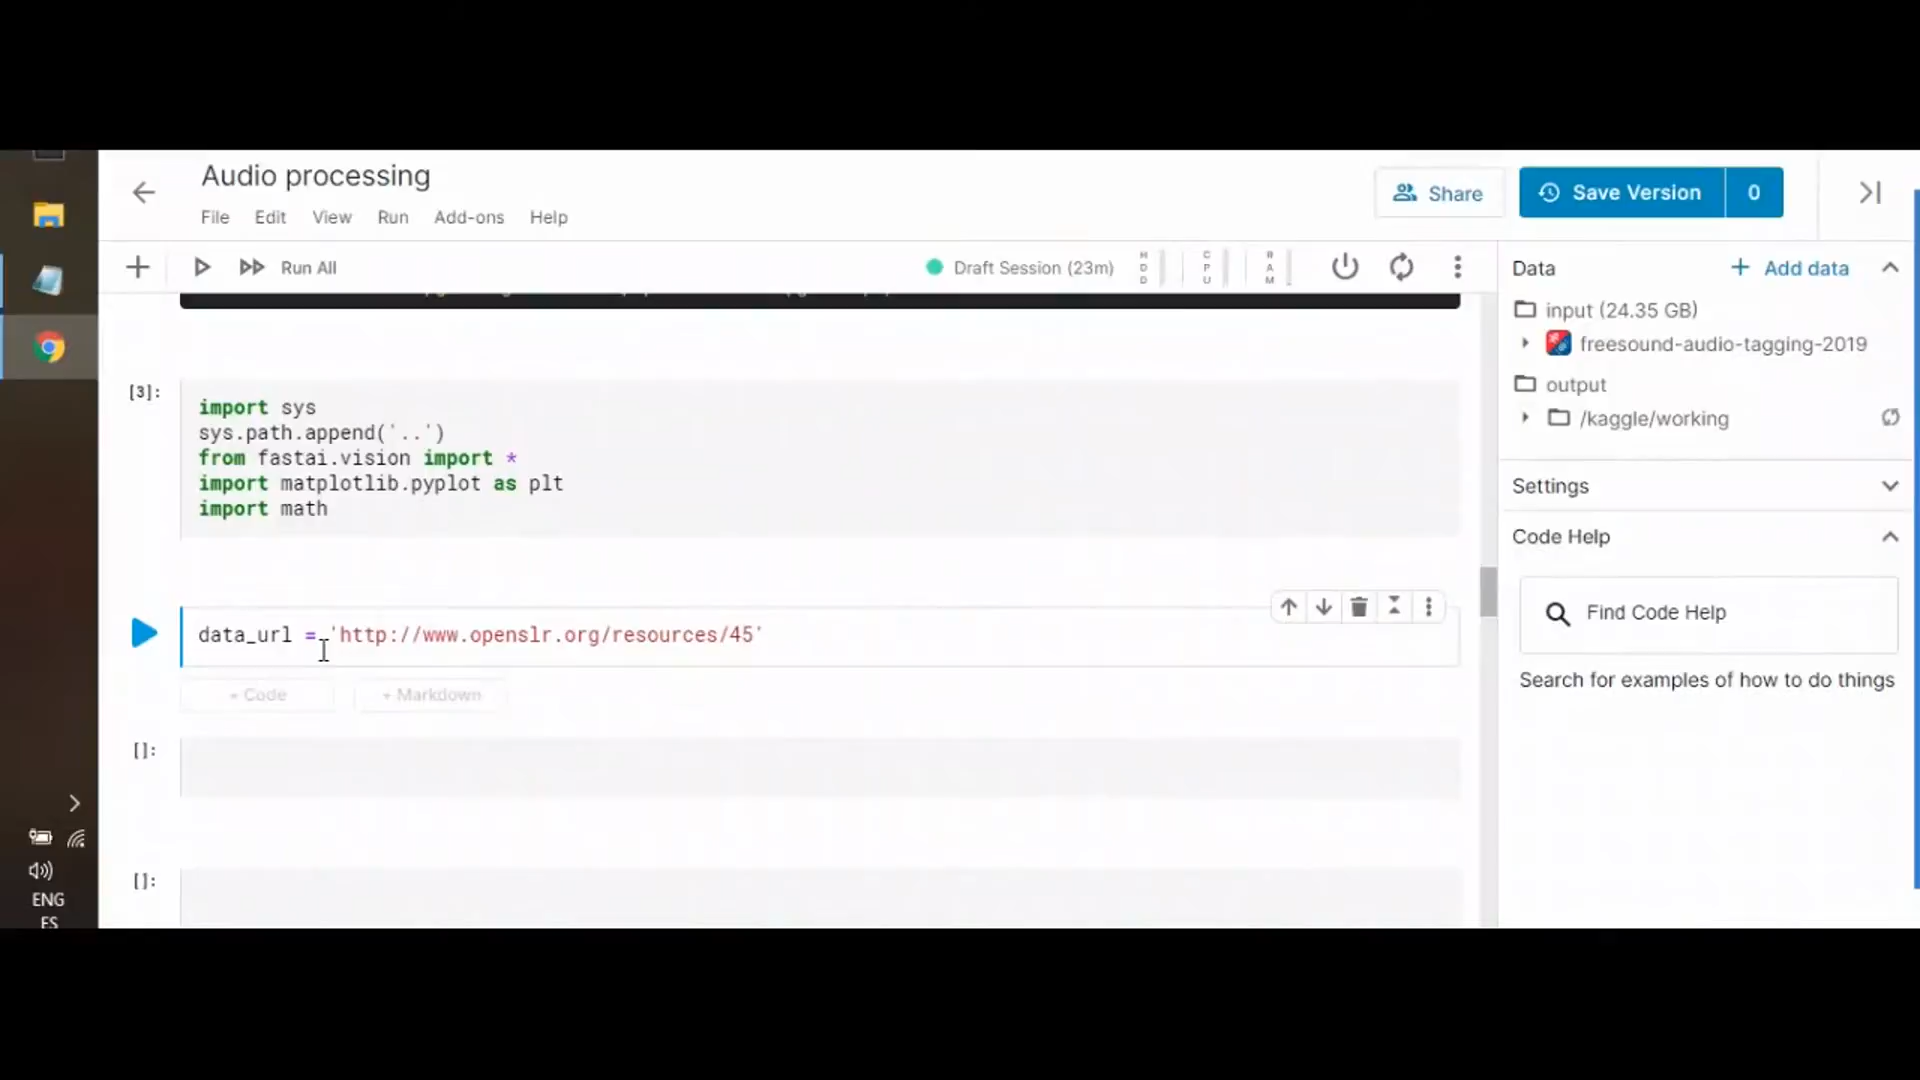 Audio processing
File Edit View Run Add-ons Help
Share
Save Version 0
Run All
Draft Session (23m)
HDD
CPU
RAM
[3]:
import sys
sys.path.append('..')
from fastai.vision import *
import matplotlib.pyplot as plt
import math
data_url = 'http://www.openslr.org/resources/45'
+ Code + Markdown
[]:
[]:
Data + Add data
input (24.35 GB)
freesound-audio-tagging-2019
output
/kaggle/working
Settings
Code Help
Find Code Help
Search for examples of how to do things
ENG
ES